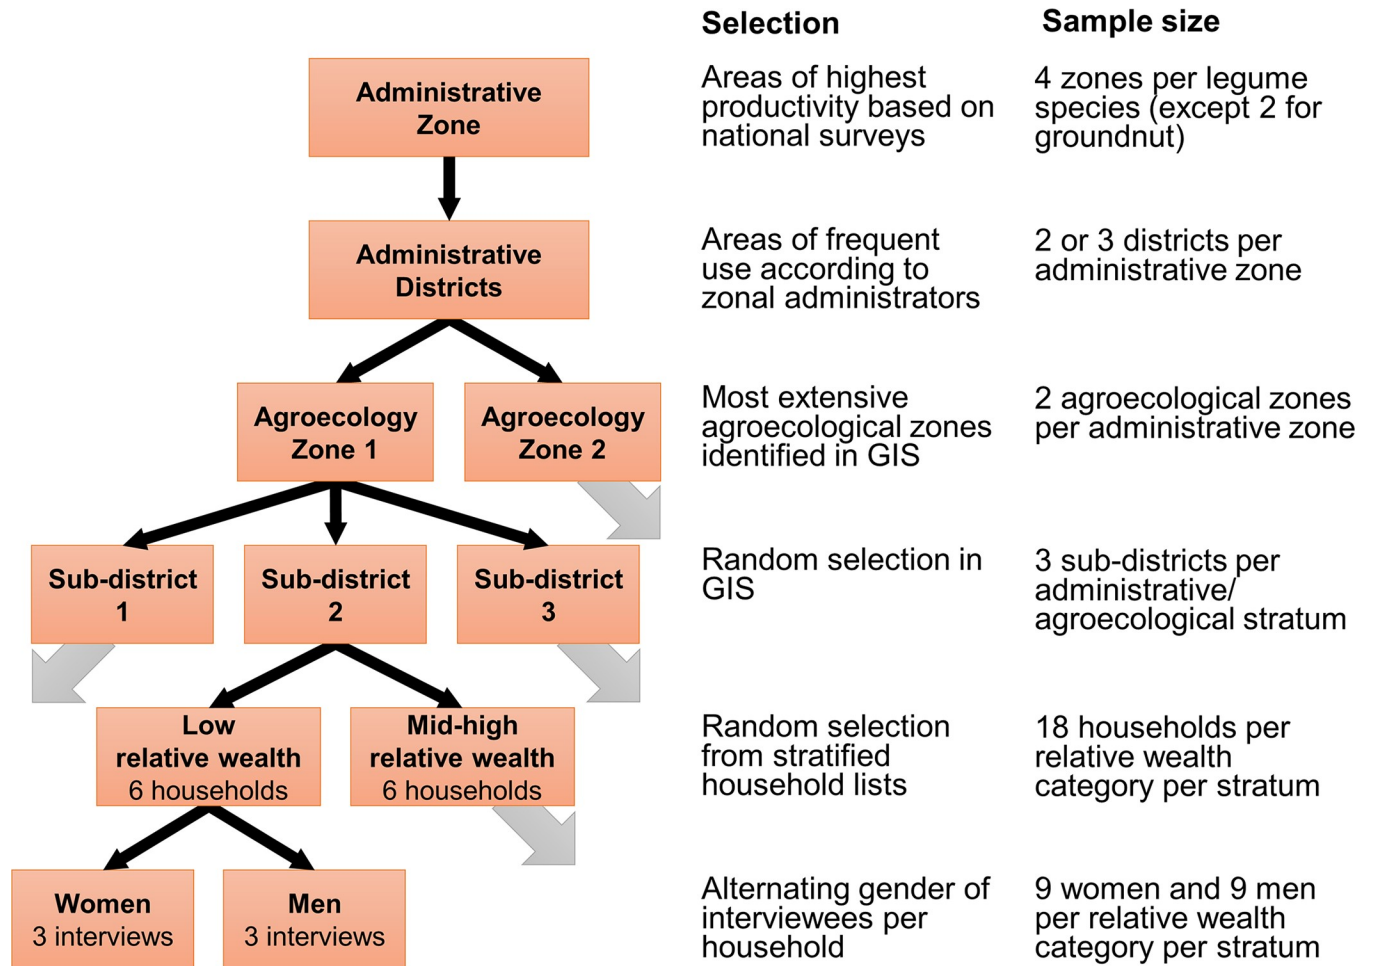 Selection
Sample size
Administrative
Zone
Areas of highest
productivity based on
national surveys
4 zones per legume
species (except 2 for
groundnut)
Administrative
Districts
Areas of frequent
use according to
zonal administrators
2 or 3 districts per
administrative zone
Agroecology
Zone 1
Agroecology
Zone 2
Most extensive
agroecological zones
identified in GIS
2 agroecological zones
per administrative zone
Sub-district
1
Sub-district
2
Sub-district
3
Random selection in
GIS
3 sub-districts per
administrative/
agroecological stratum
Low
relative wealth
6 households
Mid-high
relative wealth
6 households
Random selection
from stratified
household lists
18 households per
relative wealth
category per stratum
Women
3 interviews
Men
3 interviews
Alternating gender of
interviewees per
household
9 women and 9 men
per relative wealth
category per stratum